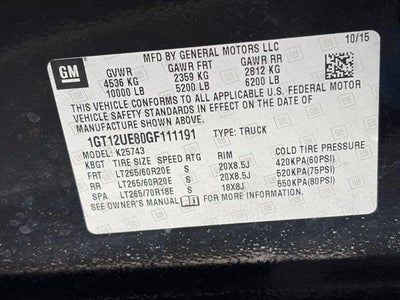 MFD BY GENERAL MOTORS LLC 10/15
GM GVWR GAWR FRT GAWR RR
4536 KG 2359 KG 2812 KG
10000 LB 5200 LB 6200 LB
THIS VEHICLE CONFORMS TO ALL APPLICABLE U.S. FEDERAL MOTOR
VEHICLE SAFETY STANDARDS IN EFFECT ON THE DATE OF
MANUFACTURE SHOWN ABOVE.
1GT12UE80GF111191 TYPE: TRUCK
MODEL: K25743
KBGT TIRE SIZE SPEED RTG RIM COLD TIRE PRESSURE
FRT LT265/60R20E S 20X8.5J 420KPA(60PSI)
RR LT265/60R20E S 20X8.5J 520KPA(75PSI)
SPA LT265/70R18E S 18X8J 550KPA(80PSI)
SEE OWNER'S MANUAL FOR ADDITIONAL INFORMATION.